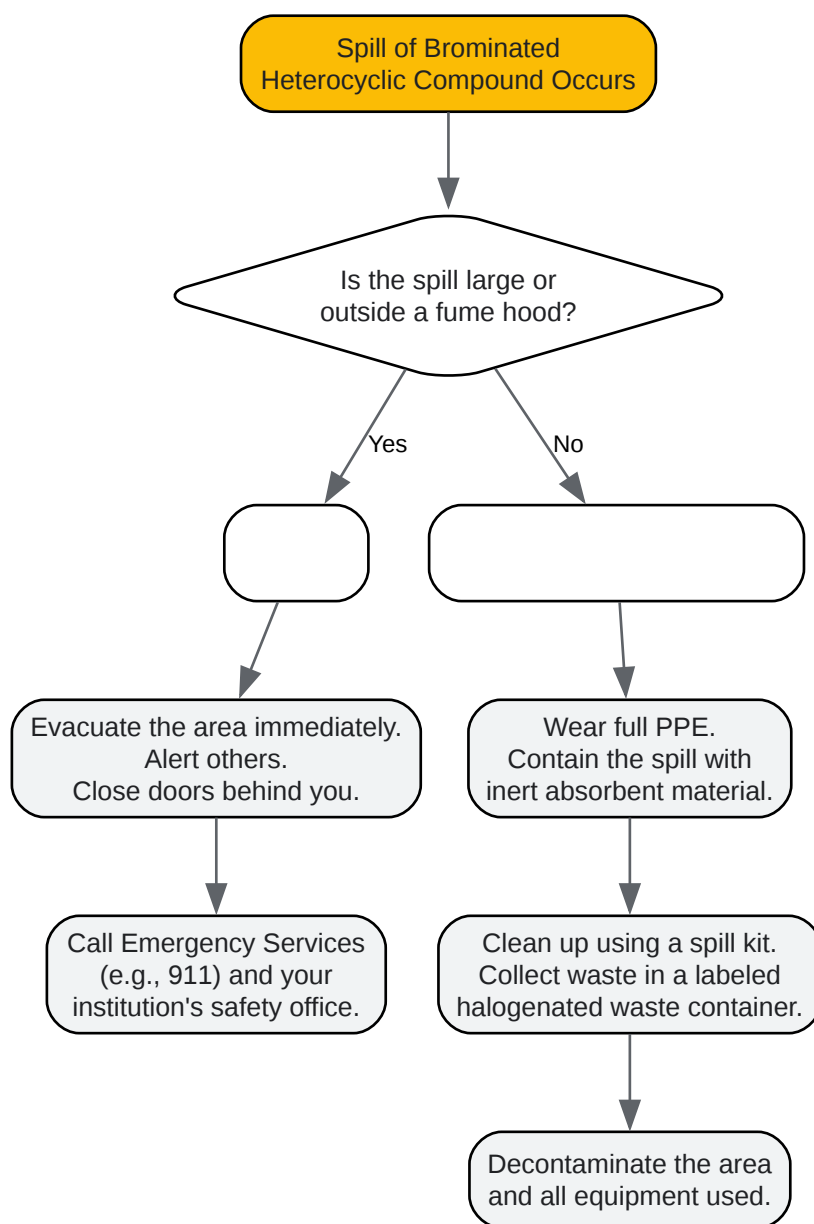 Spill of Brominated
Heterocyclic Compound Occurs
Is the spill large or
outside a fume hood?
Yes
No
Evacuate the area immediately.
Alert others.
Close doors behind you.
Wear full PPE.
Contain the spill with
inert absorbent material.
Call Emergency Services
(e.g., 911) and your
institution's safety office.
Clean up using a spill kit.
Collect waste in a labeled
halogenated waste container.
Decontaminate the area
and all equipment used.